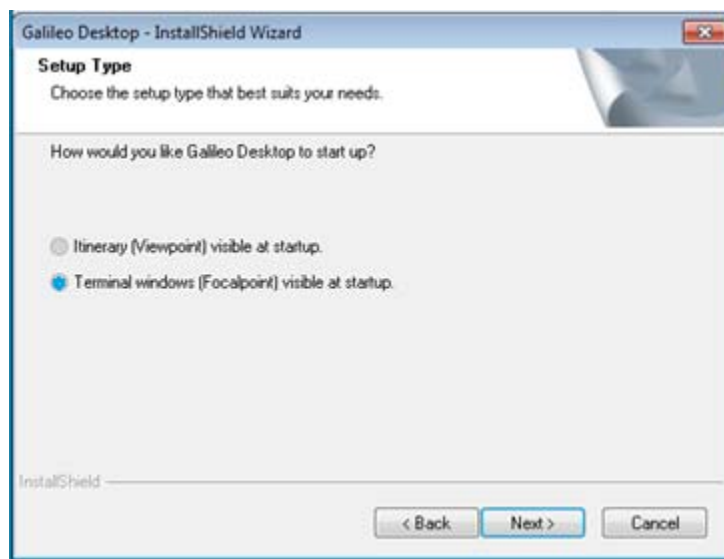 Galileo Desktop - InstallShield Wizard
Setup Type
Choose the setup type that best suits your needs.
How would you like Galileo Desktop to start up?
Itinerary (Viewpoint) visible at startup.
Terminal windows (Focalpoint) visible at startup.
InstallShield
< Back Next > Cancel